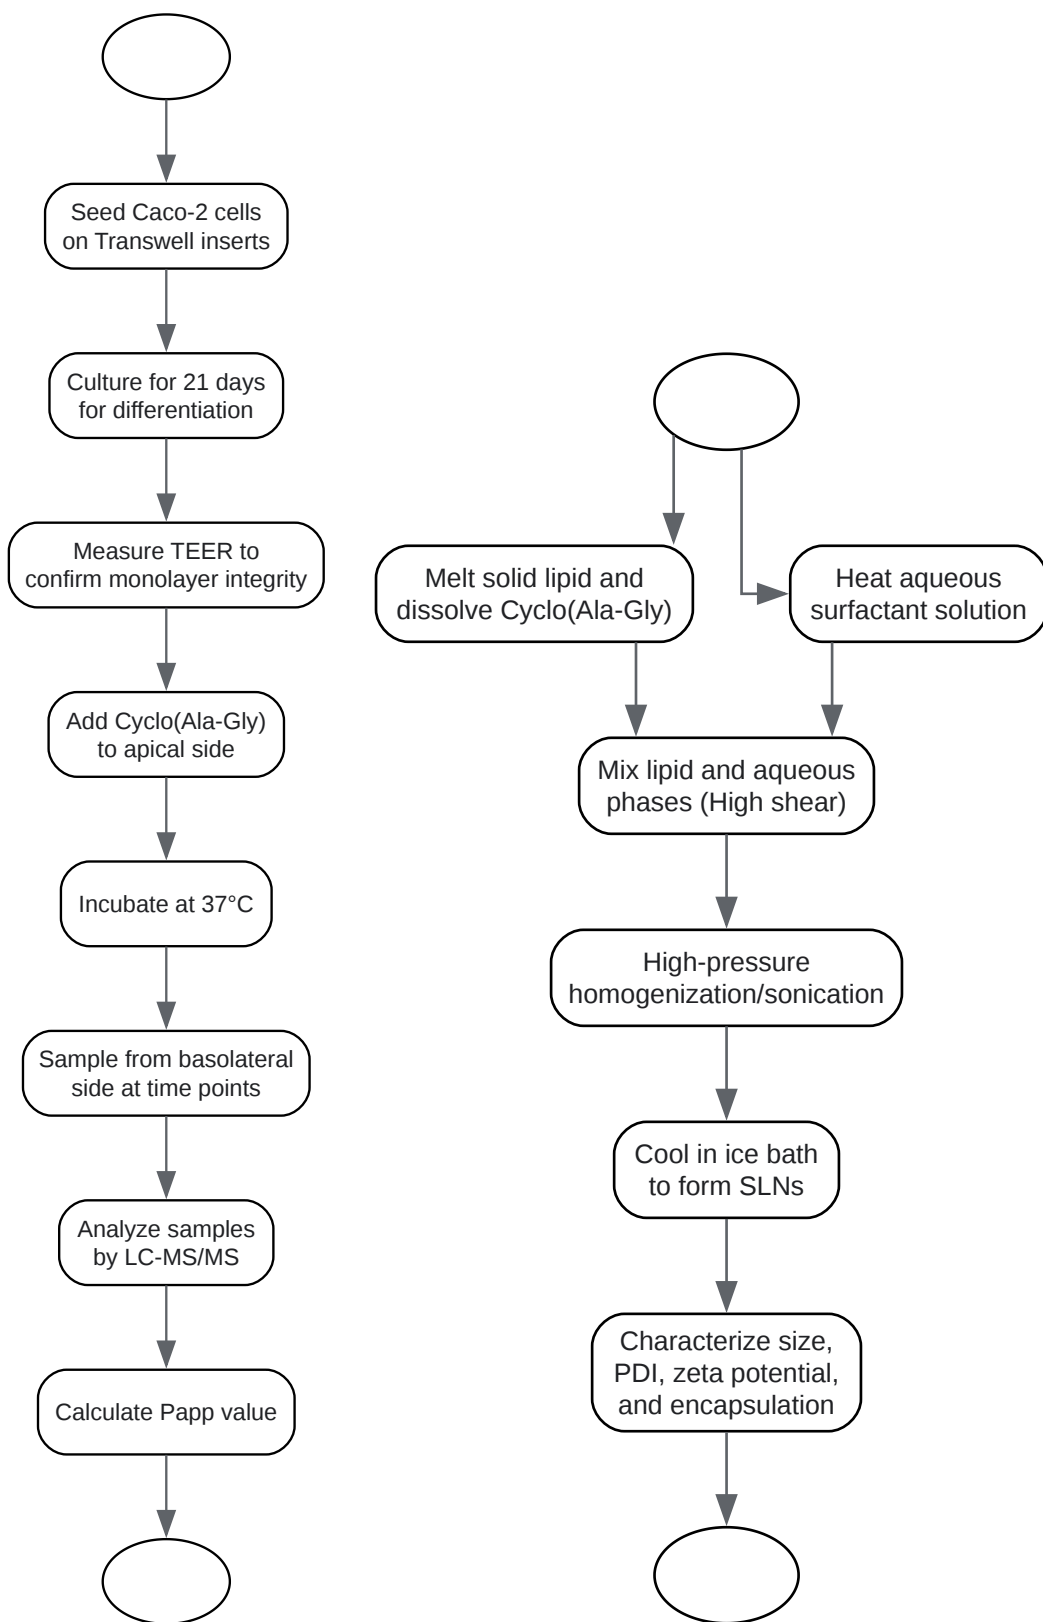 Seed Caco-2 cells
on Transwell inserts
Culture for 21 days
for differentiation
Measure TEER to
confirm monolayer integrity
Add Cyclo(Ala-Gly)
to apical side
Incubate at 37°C
Sample from basolateral
side at time points
Analyze samples
by LC-MS/MS
Calculate Papp value
Melt solid lipid and
dissolve Cyclo(Ala-Gly)
Heat aqueous
surfactant solution
Mix lipid and aqueous
phases (High shear)
High-pressure
homogenization/sonication
Cool in ice bath
to form SLNs
Characterize size,
PDI, zeta potential,
and encapsulation